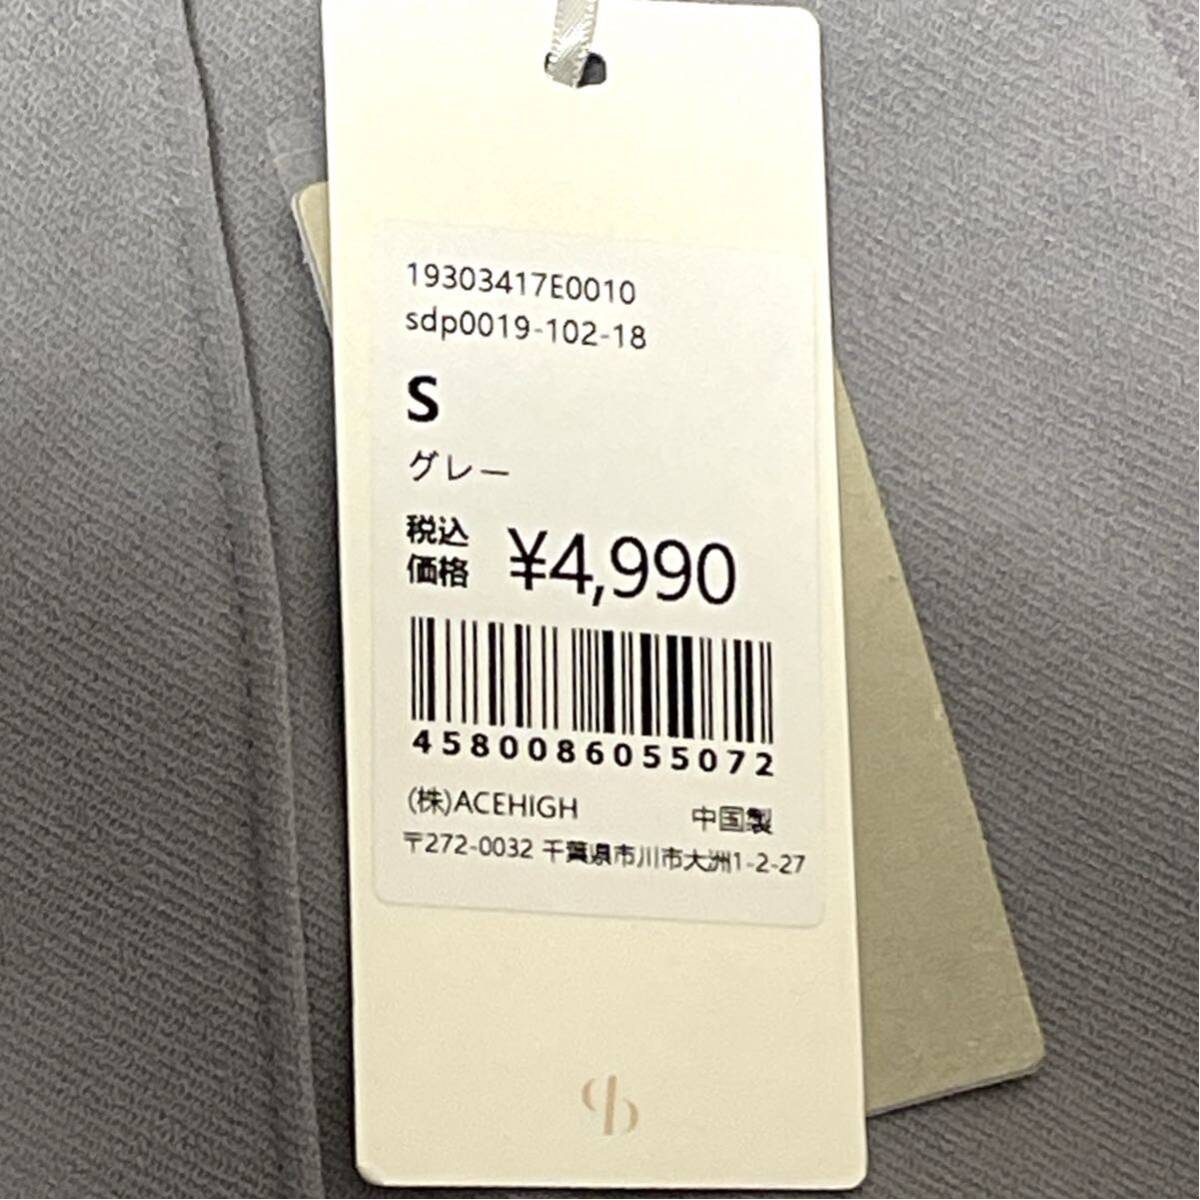 19303417E0010
sdp0019-102-18
S
グレー
税込
価格 ¥4,990
4580086055072
(株)ACEHIGH 中国製
〒272-0032 千葉県市川市大洲1-2-27